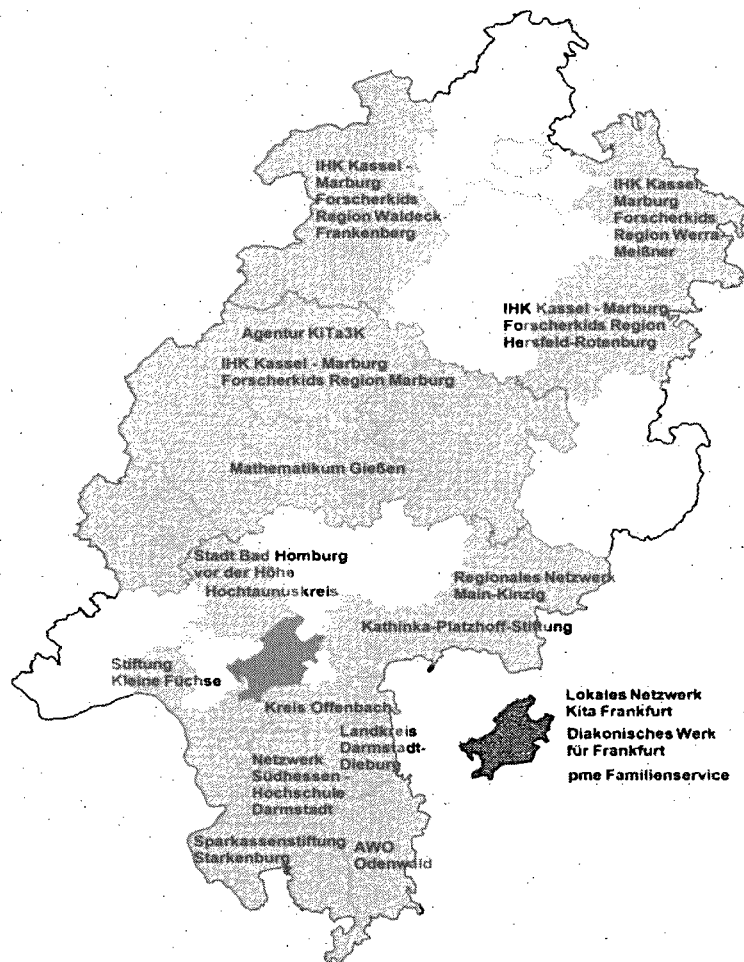 IHK Kassel -
Marburg
Forscherkids
Region Waldeck-
Frankenberg
IHK Kassel-
Marburg
Forscherkids
Region Werra-
Meißner
IHK Kassel - Marburg
Forscherkids Region
Hersfeld-Rotenburg
Agentur KiTa3K
IHK Kassel - Marburg
Forscherkids Region Marburg
Mathematikum Gießen
Stadt Bad Homburg
vor der Höhe
Hochtaunuskreis
Regionales Netzwerk
Main-Kinzig
Kathinka-Platzhoff-Stiftung
Stiftung
Kleine Füchse
Kreis Offenbach
Landkreis
Darmstadt-
Dieburg
Netzwerk
Südhessen -
Hochschule
Darmstadt
Sparkassenstiftung
Starkenburg
AWO
Odenwald
Lokales Netzwerk
Kita Frankfurt
Diakonisches Werk
für Frankfurt
pme Familienservice